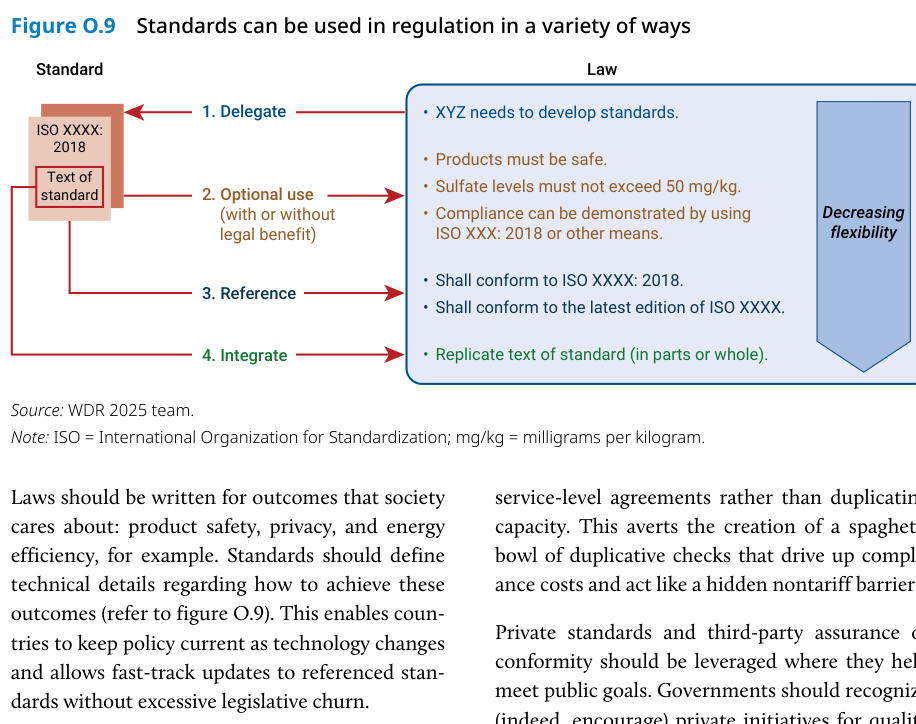 Figure O.9 Standards can be used in regulation in a variety of ways
Standard
Law
ISO XXXX:
2018
Text of
standard
1. Delegate
• XYZ needs to develop standards.
2. Optional use
(with or without
legal benefit)
• Products must be safe.
• Sulfate levels must not exceed 50 mg/kg.
• Compliance can be demonstrated by using
ISO XXX: 2018 or other means.
3. Reference
• Shall conform to ISO XXXX: 2018.
• Shall conform to the latest edition of ISO XXXX.
4. Integrate
• Replicate text of standard (in parts or whole).
Decreasing
flexibility
Source: WDR 2025 team.
Note: ISO = International Organization for Standardization; mg/kg = milligrams per kilogram.
Laws should be written for outcomes that society
cares about: product safety, privacy, and energy
efficiency, for example. Standards should define
technical details regarding how to achieve these
outcomes (refer to figure O.9). This enables coun-
tries to keep policy current as technology changes
and allows fast-track updates to referenced stan-
dards without excessive legislative churn.
service-level agreements rather than
capacity. This averts the creation of a
bowl of duplicative checks that drive up compl
ance costs and act like a hidden nontariff barrier
Private standards and third-party assurance
conformity should be leveraged where they
meet public goals. Governments should
(indeed, encourage) private initiatives for